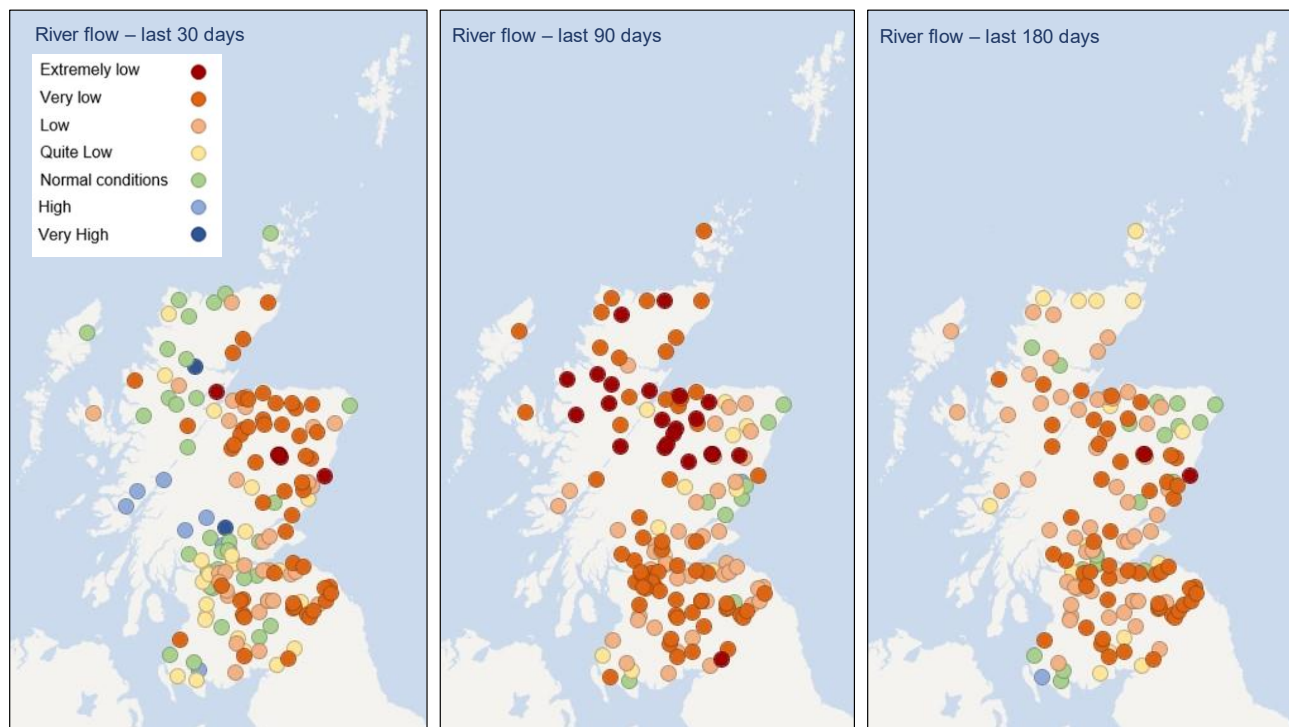 River flow – last 30 days
Extremely low
Very low
Low
Quite Low
Normal conditions
High
Very High
River flow – last 90 days
River flow – last 180 days